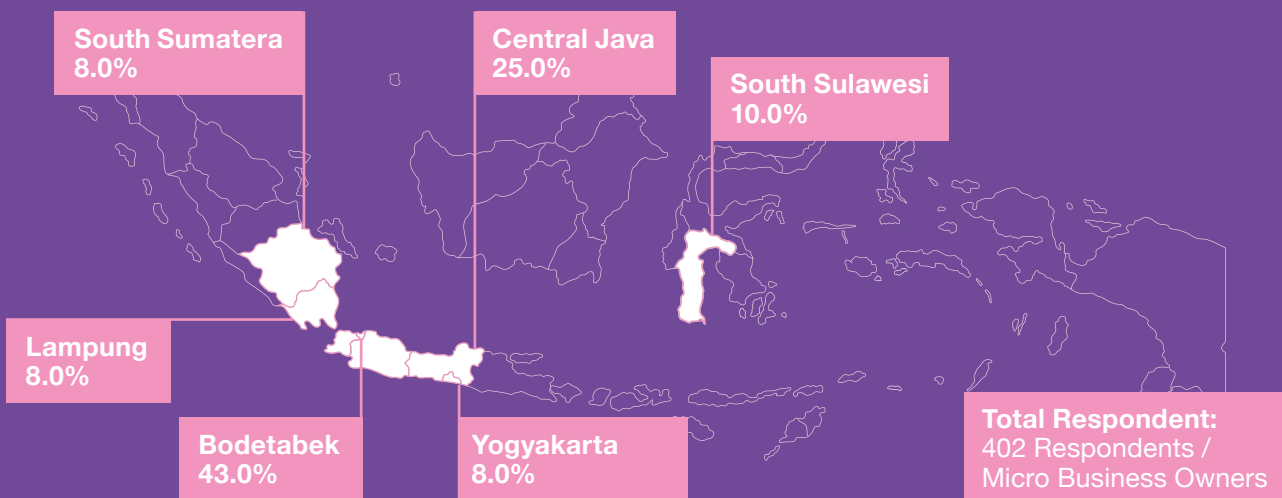 South Sumatera
8.0%
Central Java
25.0%
South Sulawesi
10.0%
Lampung
8.0%
Bodetabek
43.0%
Yogyakarta
8.0%
Total Respondent:
402 Respondents /
Micro Business Owners